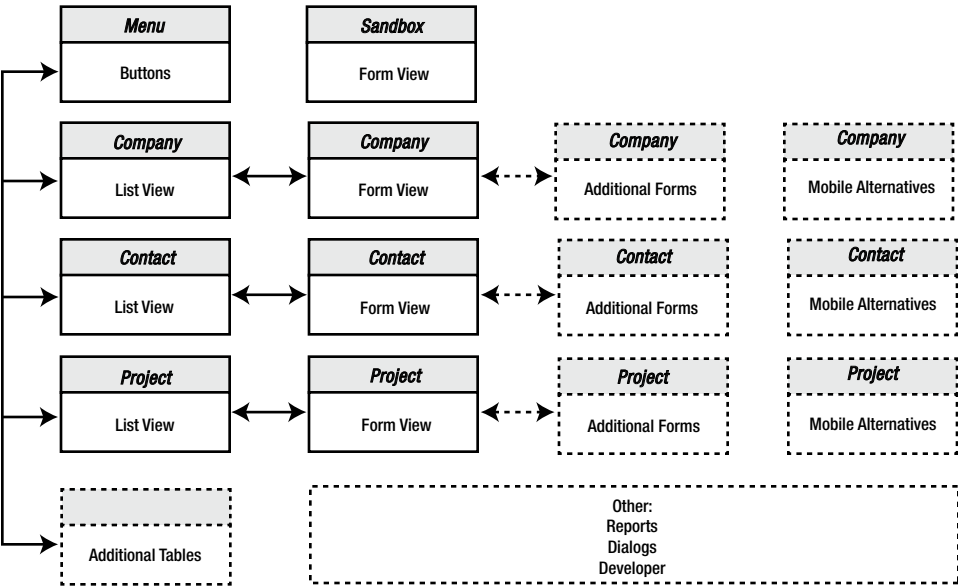 Menu
Buttons
Sandbox
Form View
Company
List View
Company
Form View
Company
Additional Forms
Company
Mobile Alternatives
Contact
List View
Contact
Form View
Contact
Additional Forms
Contact
Mobile Alternatives
Project
List View
Project
Form View
Project
Additional Forms
Project
Mobile Alternatives
Additional Tables
Other:
Reports
Dialogs
Developer